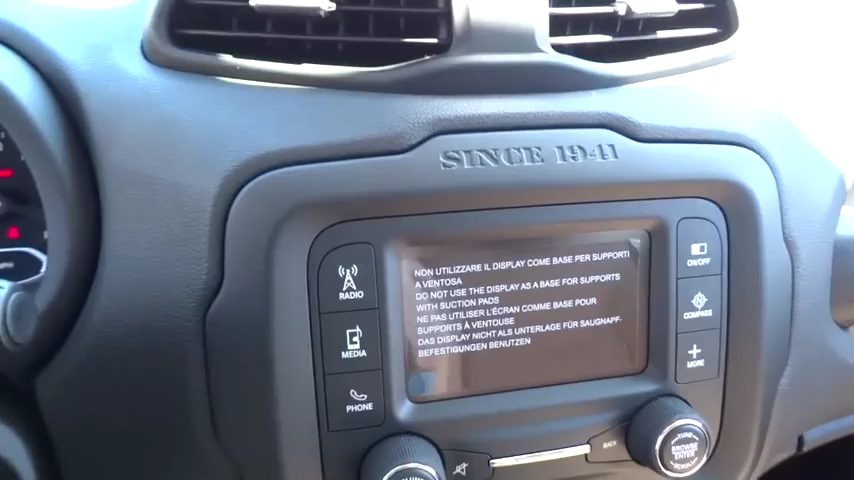 SINCE 1941
NON UTILIZZARE IL DISPLAY COME BASE PER SUPPORTI
A VENTOSA
DO NOT USE THE DISPLAY AS A BASE FOR SUPPORTS
WITH SUCTION PADS
NE PAS UTILISER L'ÉCRAN COMME BASE POUR
SUPPORTS À VENTOUSE
DAS DISPLAY NICHT ALS UNTERLAGE FÜR SAUGNAPF-
BEFESTIGUNGEN BENUTZEN.
RADIO
MEDIA
PHONE
ON/OFF
COMPASS
MORE
BACK
TUNE
BROWSE
ENTER
SCROLL